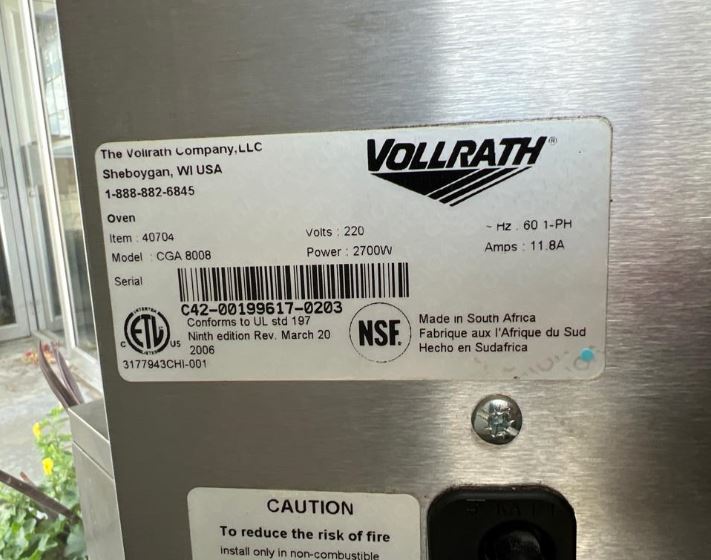 The Vollrath Company, LLC
Sheboygan, WI USA
1-888-882-6845
VOLLRATH®
Oven
Item : 40704
Volts : 220
~ Hz : 60 1-PH
Model : CGA 8008
Power : 2700W
Amps : 11.8A
Serial
C42-00199617-0203
Conforms to UL std 197
Ninth edition Rev. March 20
2006
C ETL US
INTERTEK
3177943CHI-001
NSF.
Made in South Africa
Fabrique aux l'Afrique du Sud
Hecho en Sudafrica
CAUTION
To reduce the risk of fire
install only in non-combustible